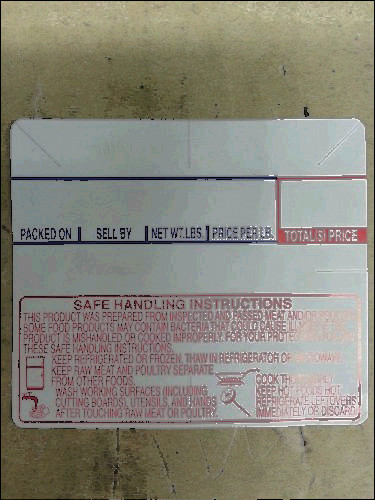 PACKED ON SELL BY NET WT. LBS. PRICE PER LB. TOTAL(S) PRICE
SAFE HANDLING INSTRUCTIONS
THIS PRODUCT WAS PREPARED FROM INSPECTED AND PASSED MEAT AND/OR
SOME FOOD PRODUCTS MAY CONTAIN BACTERIA THAT COULD CAUSE
PRODUCT IS MISHANDLED OR COOKED IMPROPERLY. FOR YOUR
THESE SAFE HANDLING INSTRUCTIONS.
KEEP REFRIGERATED OR FROZEN. THAW IN REFRIGERATOR OR MICROWAVE.
KEEP RAW MEAT AND POULTRY SEPARATE
FROM OTHER FOODS.
WASH WORKING SURFACES (INCLUDING
CUTTING BOARDS), UTENSILS, AND HANDS
AFTER TOUCHING RAW MEAT OR POULTRY.
COOK THOROUGHLY.
KEEP HOT FOODS HOT.
REFRIGERATE LEFTOVERS
IMMEDIATELY OR DISCARD.